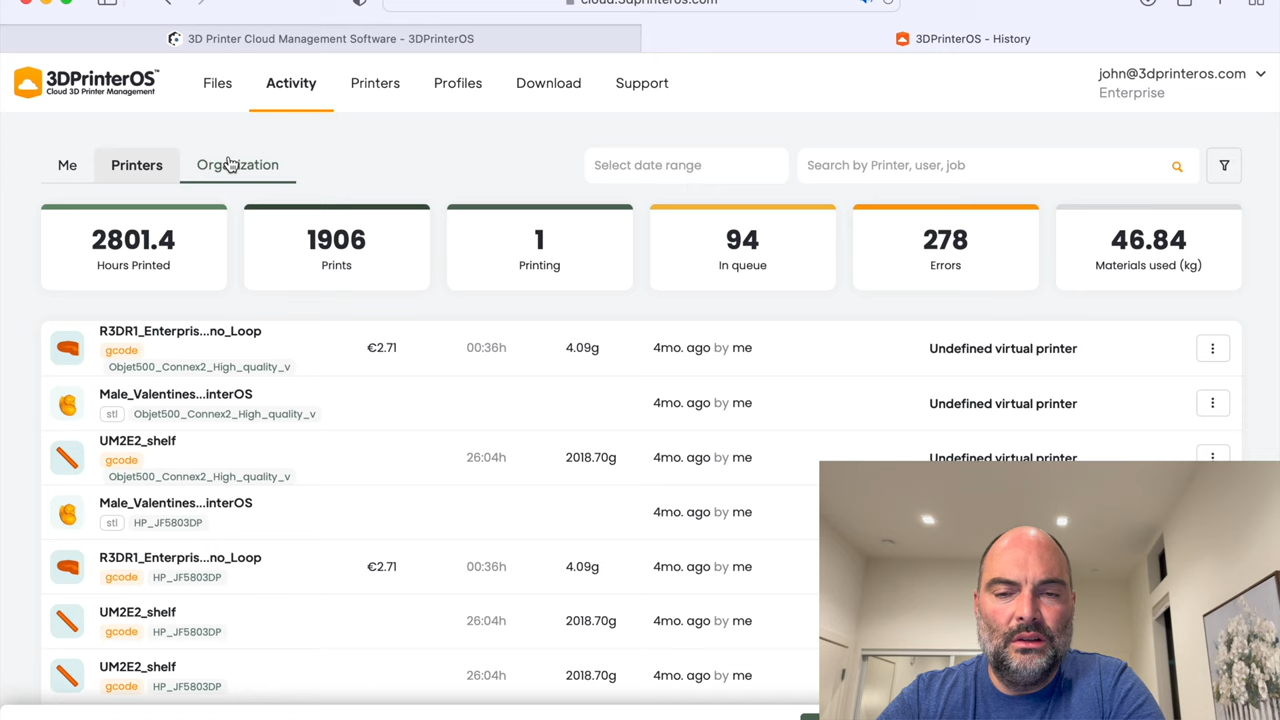 cloud.3dprinteros.com
3D Printer Cloud Management Software - 3DPrinterOS
3DPrinterOS - History
3DPrinterOS™
Cloud 3D Printer Management
Files
Activity
Printers
Profiles
Download
Support
john@3dprinteros.com
Enterprise
Me
Printers
Organization
Select date range
Search by Printer, user, job
2801.4
Hours Printed
1906
Prints
1
Printing
94
In queue
278
Errors
46.84
Materials used (kg)
R3DR1_Enterpris...no_Loop
gcode
Objet500_Connex2_High_quality_v
€2.71
00:36h
4.09g
4mo. ago by me
Undefined virtual printer
Male_Valentines...interOS
stl Objet500_Connex2_High_quality_v
4mo. ago by me
Undefined virtual printer
UM2E2_shelf
gcode
Objet500_Connex2_High_quality_v
26:04h
2018.70g
4mo. ago by me
Undefined virtual printer
Male_Valentines...interOS
stl HP_JF5803DP
4mo. ago by me
R3DR1_Enterpris...no_Loop
gcode HP_JF5803DP
€2.71
00:36h
4.09g
4mo. ago by me
UM2E2_shelf
gcode HP_JF5803DP
26:04h
2018.70g
4mo. ago by me
UM2E2_shelf
gcode HP_JF5803DP
26:04h
2018.70g
4mo. ago by me